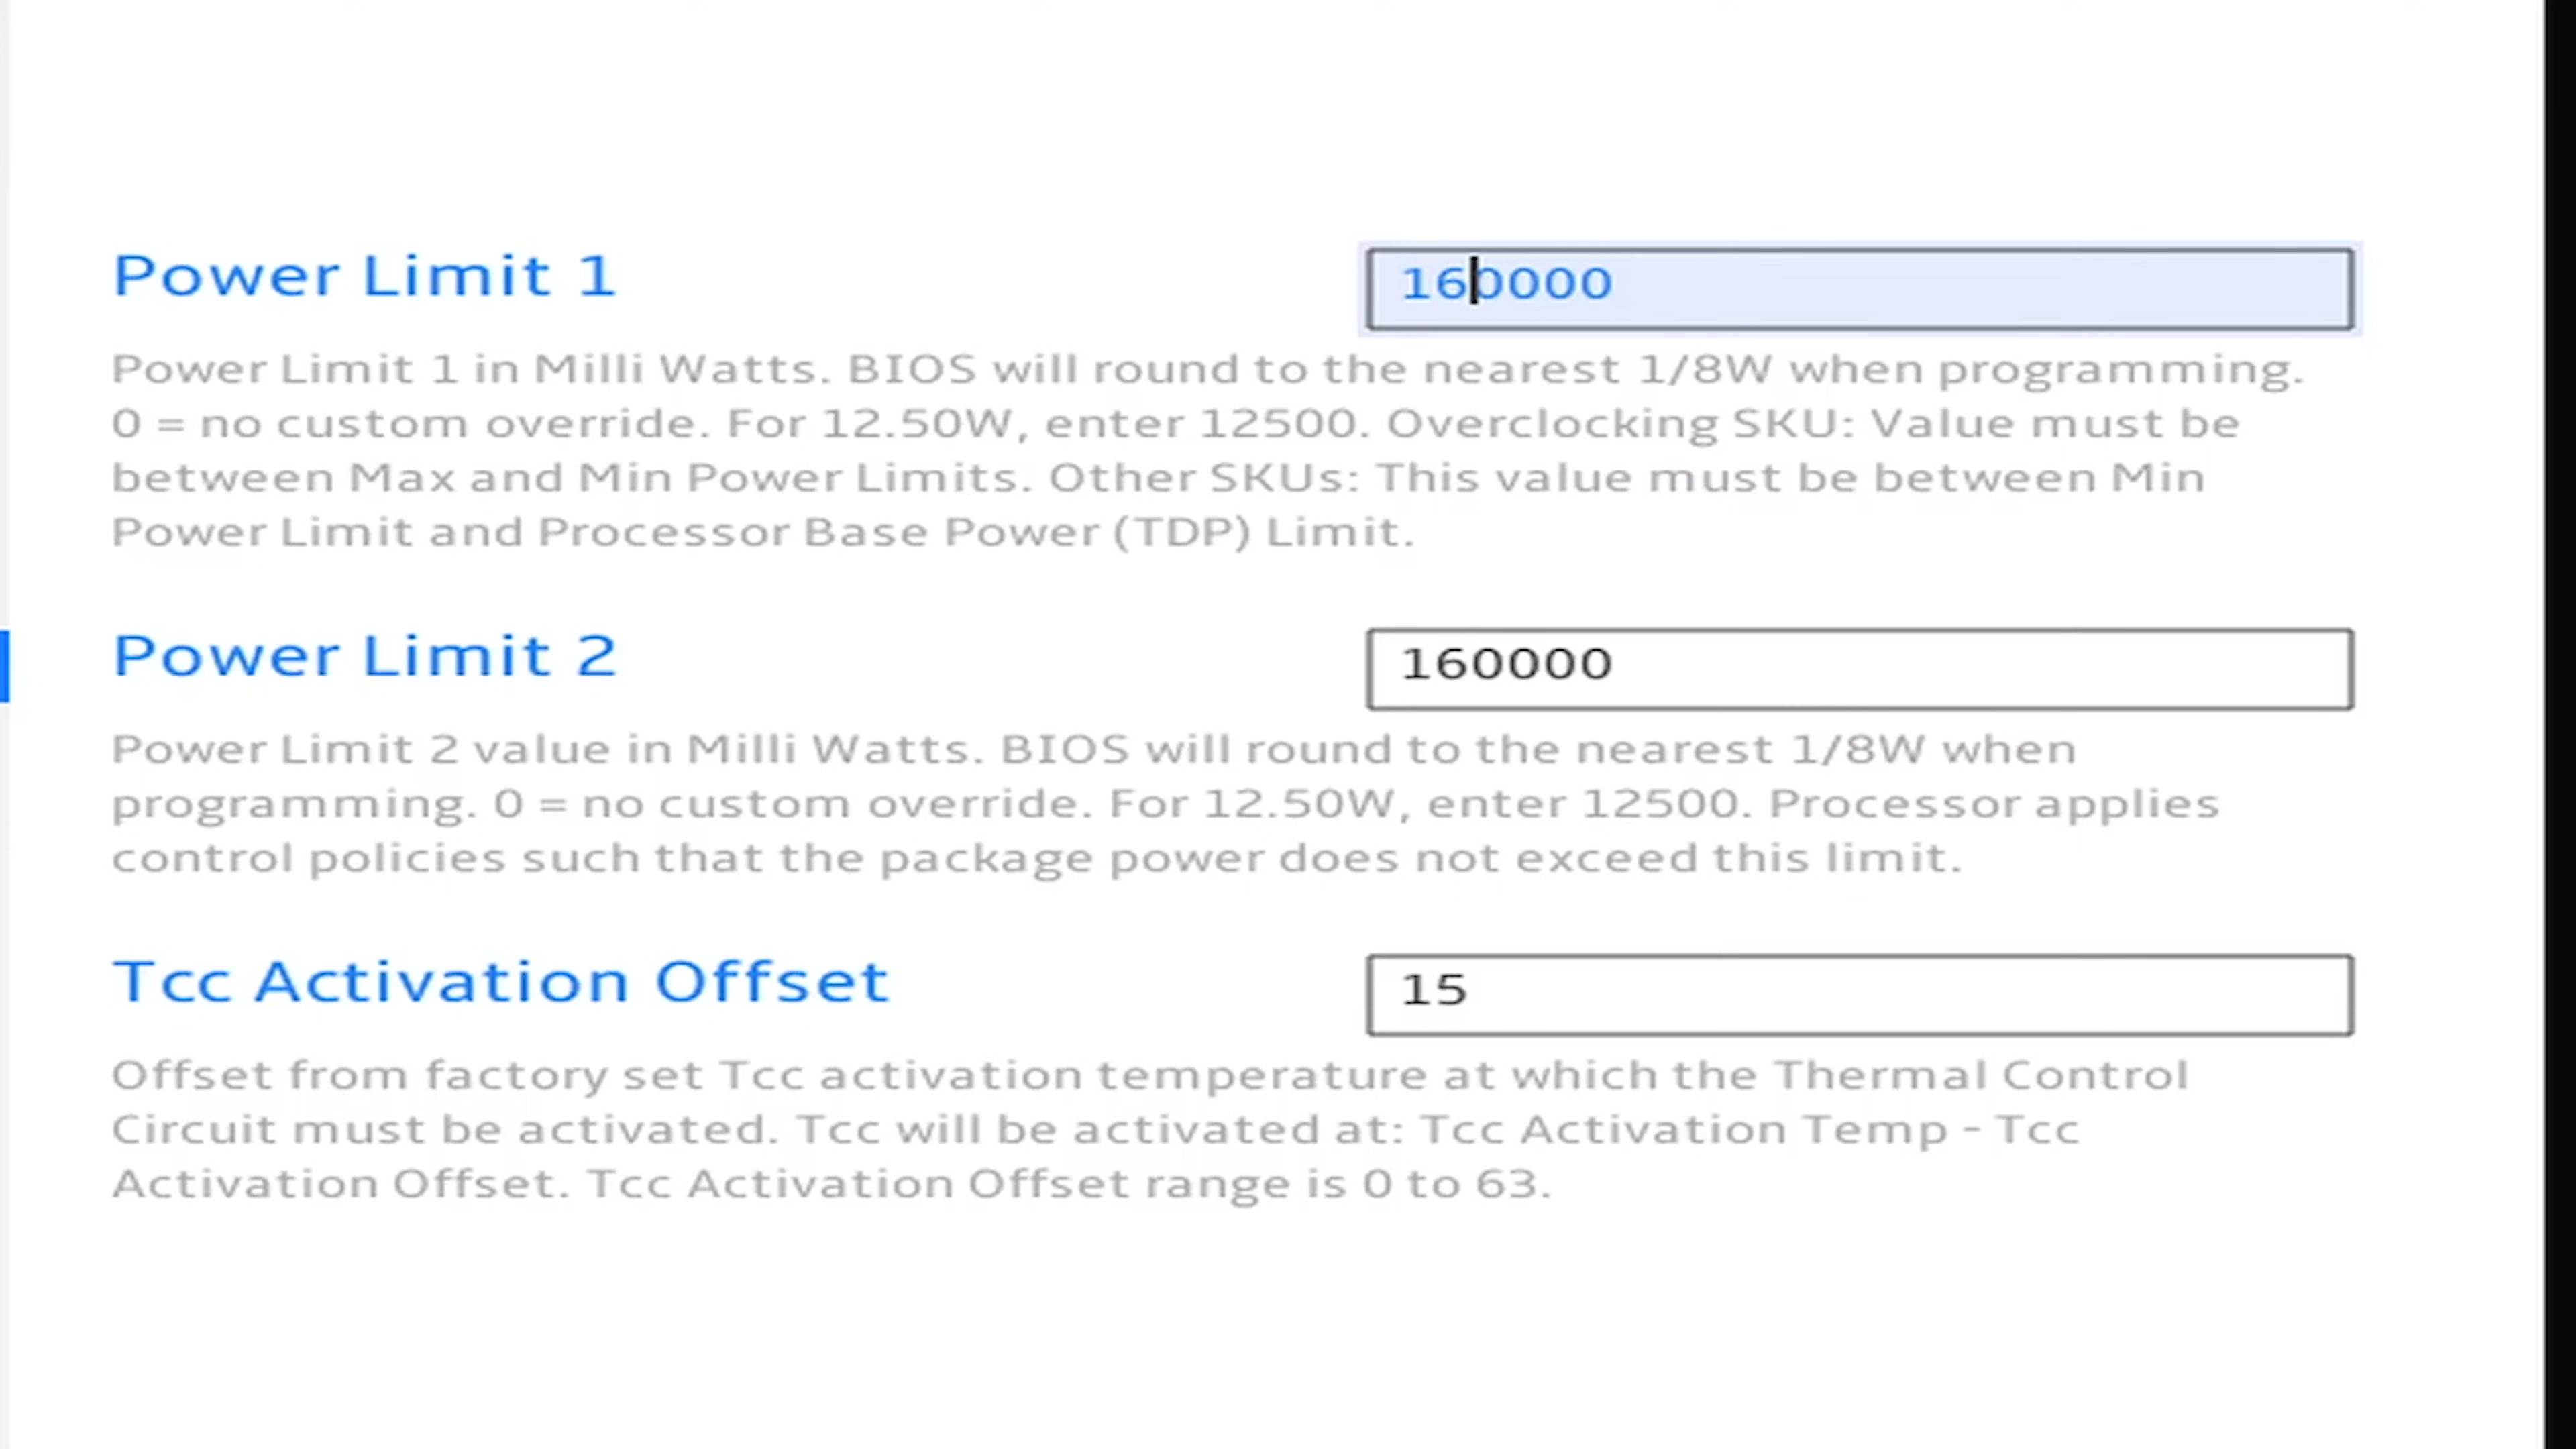 Power Limit 1
160000
Power Limit 1 in Milli Watts. BIOS will round to the nearest 1/8W when programming.
0 = no custom override. For 12.50W, enter 12500. Overclocking SKU: Value must be
between Max and Min Power Limits. Other SKUs: This value must be between Min
Power Limit and Processor Base Power (TDP) Limit.
Power Limit 2
160000
Power Limit 2 value in Milli Watts. BIOS will round to the nearest 1/8W when
programming. 0 = no custom override. For 12.50W, enter 12500. Processor applies
control policies such that the package power does not exceed this limit.
Tcc Activation Offset
15
Offset from factory set Tcc activation temperature at which the Thermal Control
Circuit must be activated. Tcc will be activated at: Tcc Activation Temp - Tcc
Activation Offset. Tcc Activation Offset range is 0 to 63.